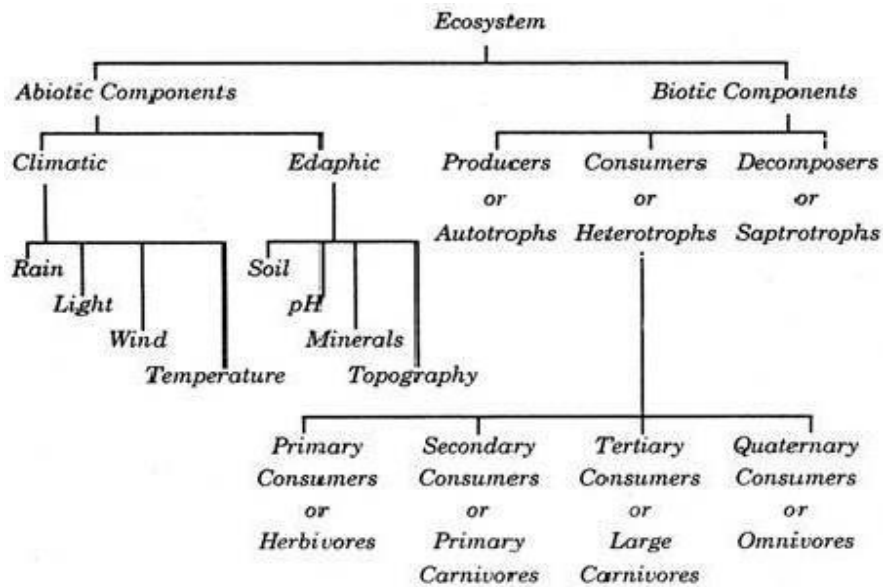 Ecosystem
Abiotic Components Biotic Components
Climatic Edaphic Producers Consumers Decomposers
or or or
Autotrophs Heterotrophs Saptrotrophs
Rain Soil
Light pH
Wind Minerals
Temperature Topography
Primary Secondary Tertiary Quaternary
Consumers Consumers Consumers Consumers
or or or or
Herbivores Primary Large Omnivores
Carnivores Carnivores